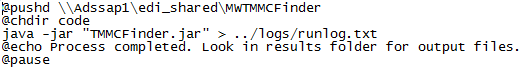 @pushd \\Adssap1\edi_shared\MWTMMCFinder
@chdir code
java -jar "TMMCFinder.jar" > ../logs/runlog.txt
@echo Process completed. Look in results folder for output files.
@pause